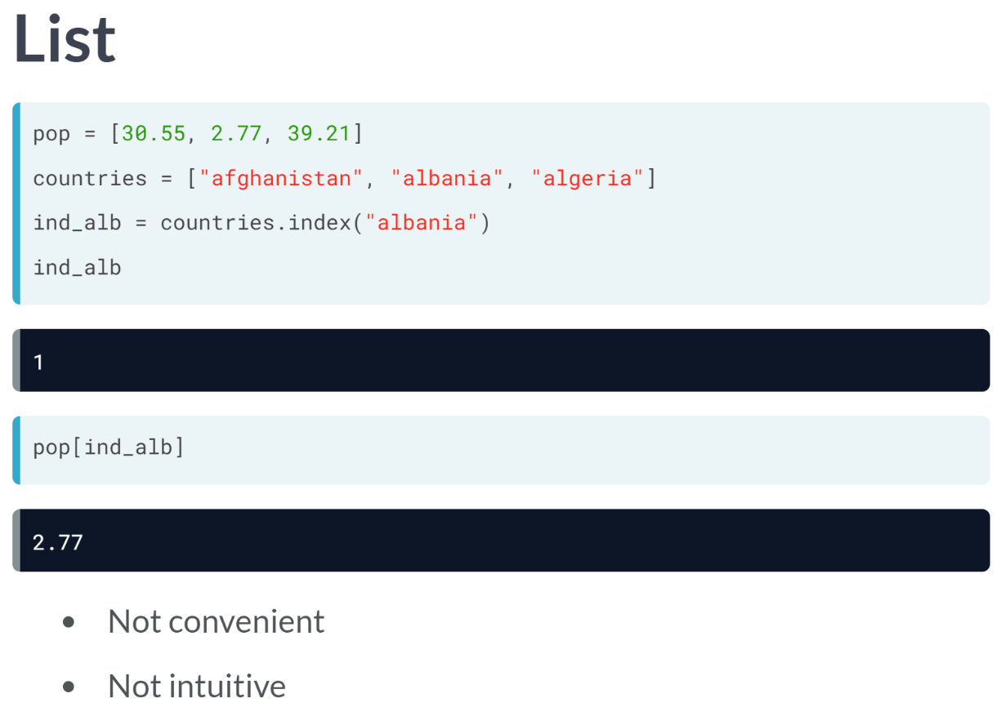 List
pop = [30.55, 2.77, 39.21]
countries = ["afghanistan", "albania", "algeria"]
ind_alb = countries.index("albania")
ind_alb
1
pop[ind_alb]
2.77
• Not convenient
• Not intuitive